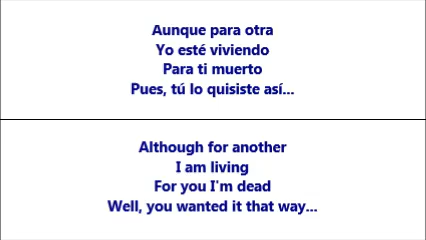 Aunque para otra
Yo esté viviendo
Para ti muerto
Pues, tú lo quisiste así...
Although for another
I am living
For you I'm dead
Well, you wanted it that way...